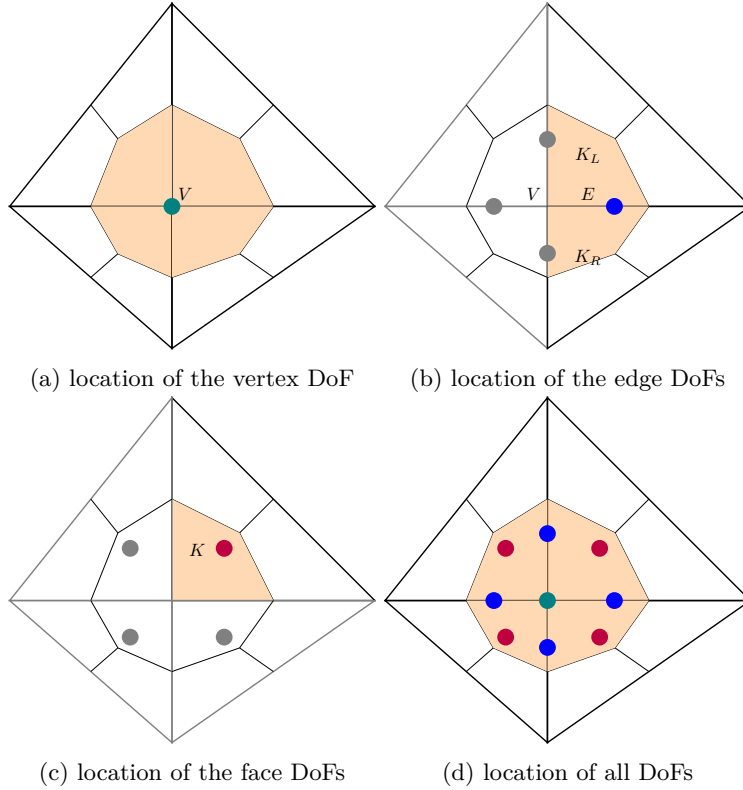 V
K_L
V
E
K_R
(a) location of the vertex DoF
(b) location of the edge DoFs
K
(c) location of the face DoFs
(d) location of all DoFs